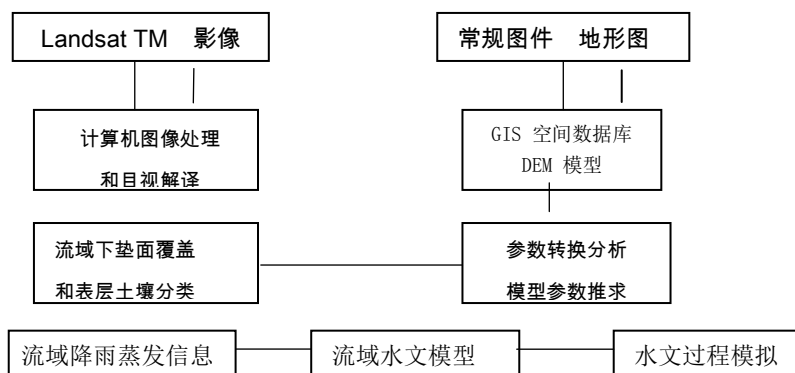 Landsat TM 影像
常规图件 地形图
计算机图像处理
和目视解译
GIS 空间数据库
DEM 模型
流域下垫面覆盖
和表层土壤分类
参数转换分析
模型参数推求
流域降雨蒸发信息
流域水文模型
水文过程模拟